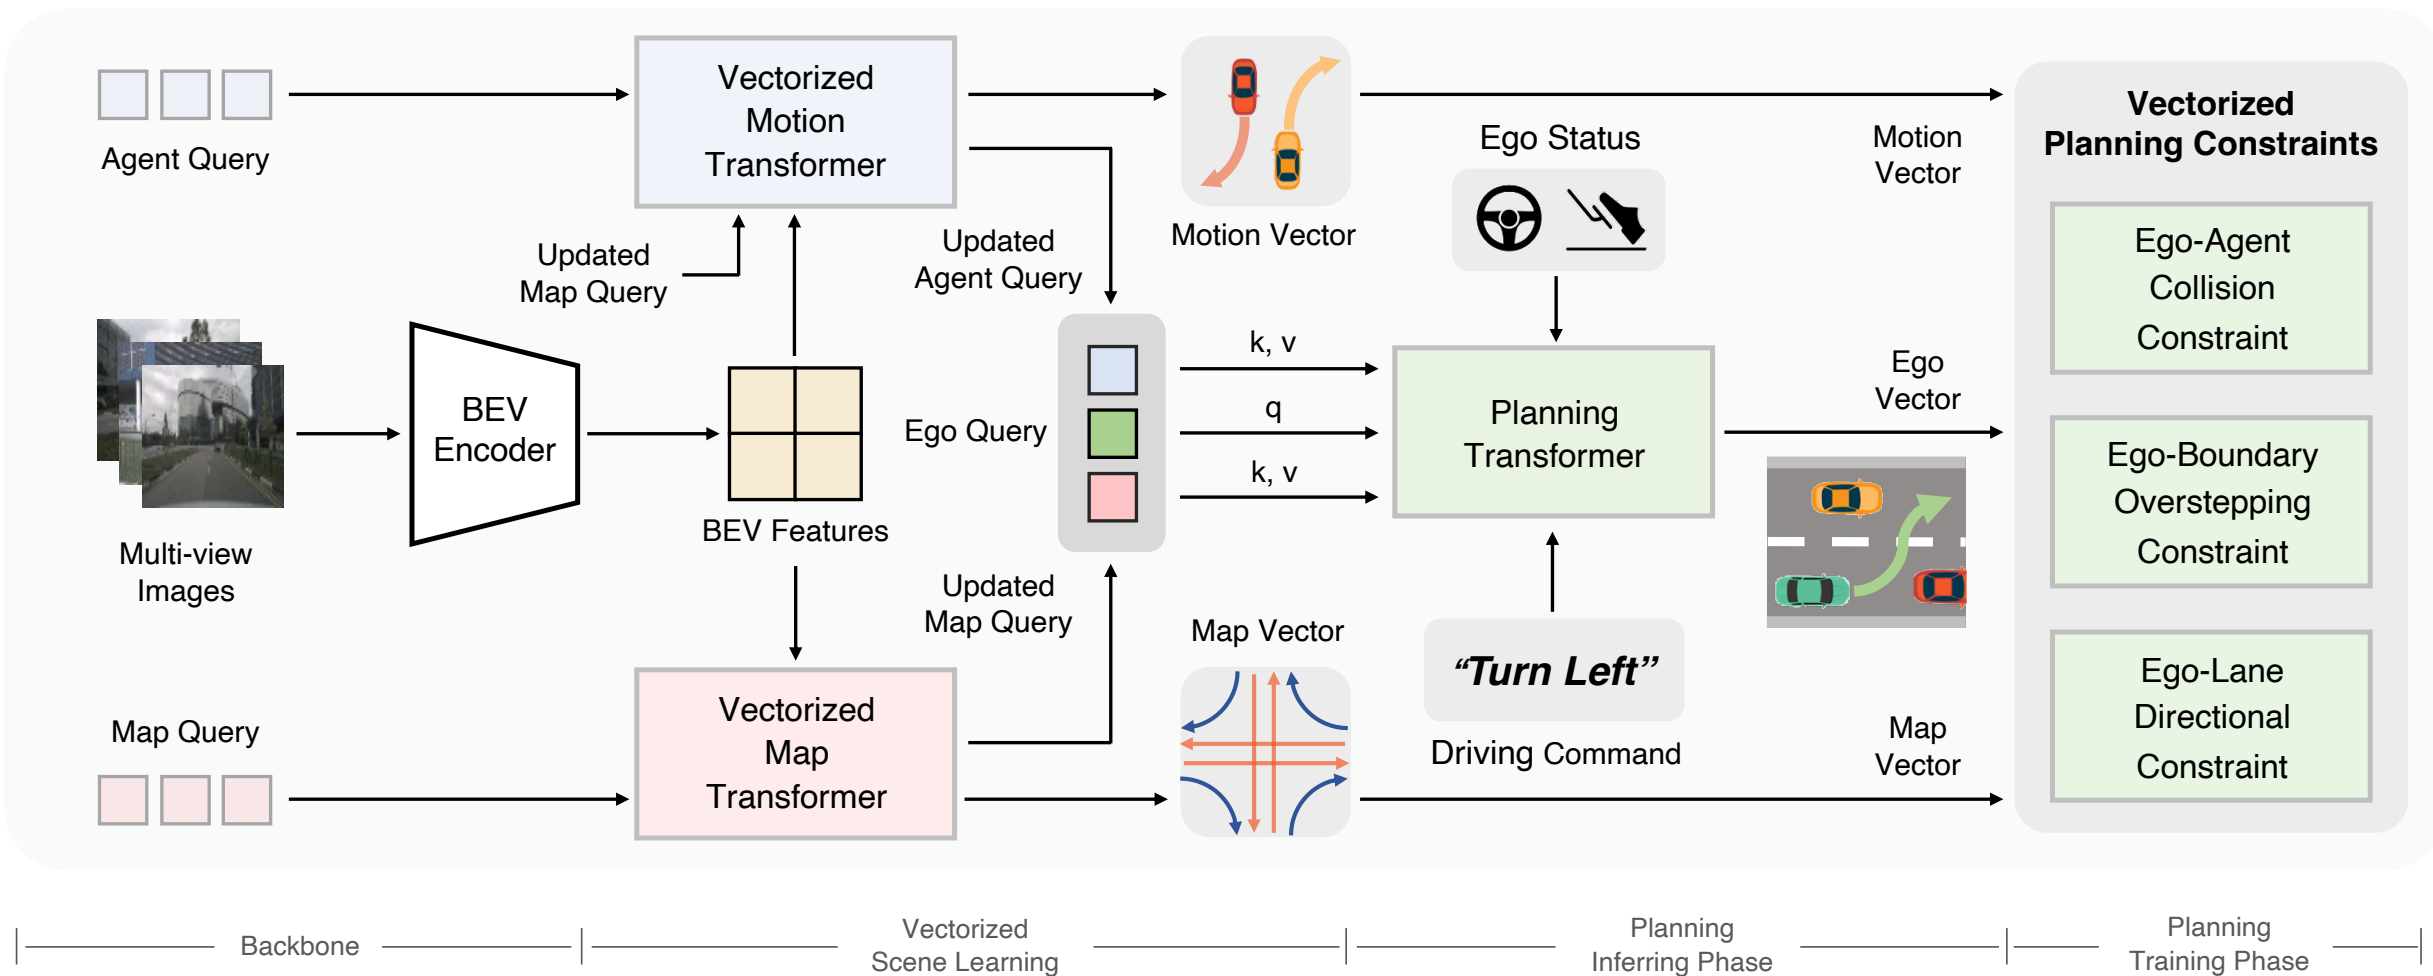 Agent Query
Vectorized
Motion
Transformer
Motion Vector
Ego Status
Motion
Vector
Vectorized
Planning Constraints
Updated
Map Query
Updated
Agent Query
Multi-view
Images
BEV
Encoder
BEV Features
Ego Query
k, v
q
k, v
Planning
Transformer
Ego
Vector
Ego-Agent
Collision
Constraint
Ego-Boundary
Overstepping
Constraint
Ego-Lane
Directional
Constraint
Updated
Map Query
Map Query
Vectorized
Map
Transformer
Map Vector
“Turn Left”
Driving Command
Map
Vector
Backbone
Vectorized
Scene Learning
Planning
Inferring Phase
Planning
Training Phase